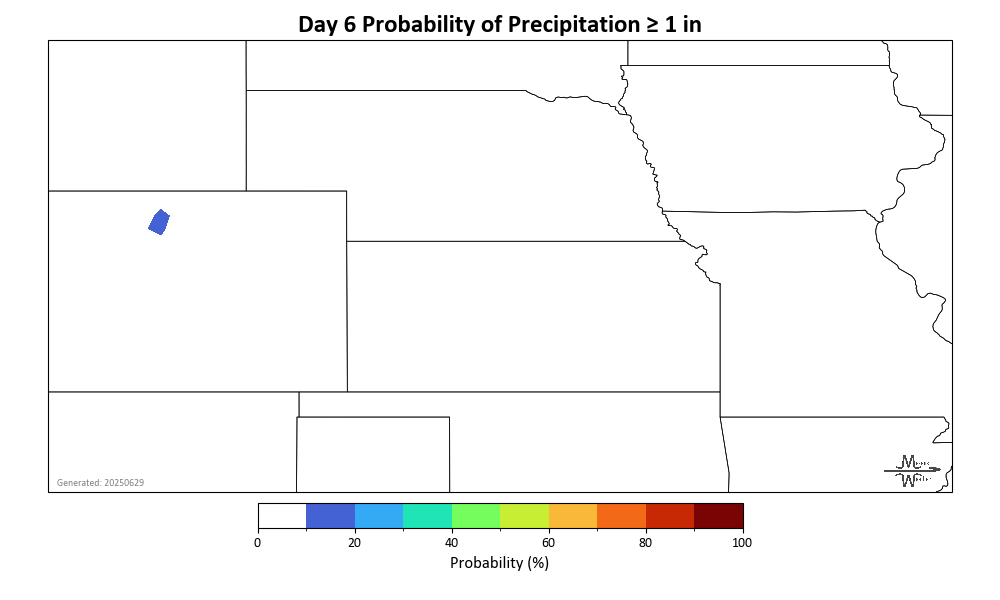 Day 6 Probability of Precipitation ≥ 1 in
Generated: 20250629
0 20 40 60 80 100
Probability (%)